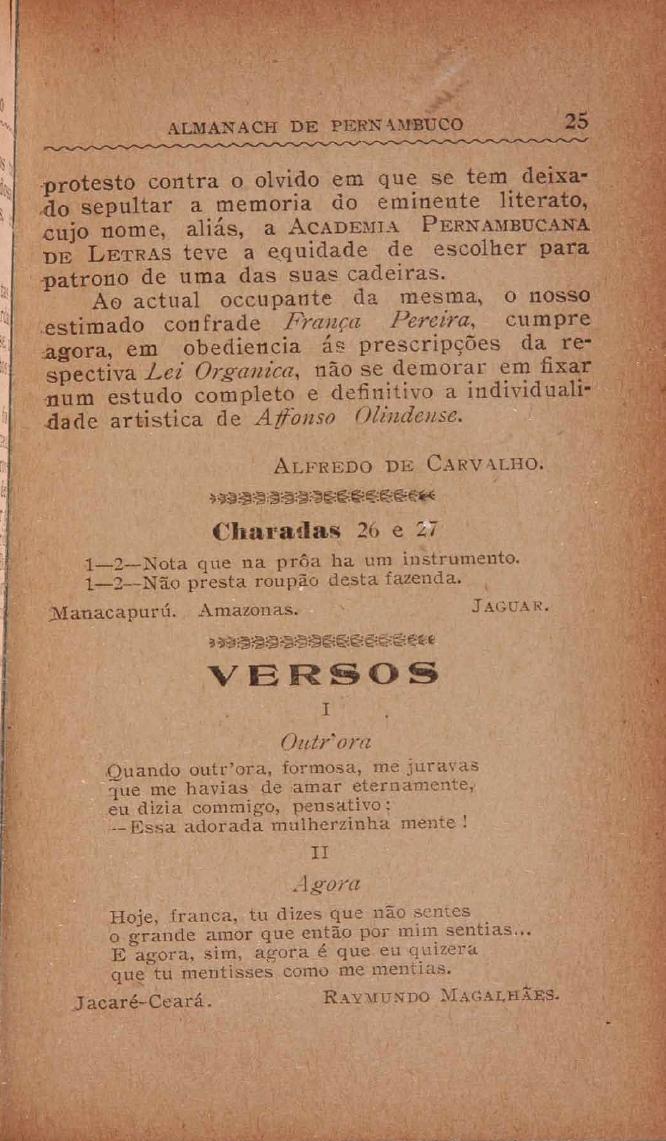 ALMANACH DE PERNAMBUCO 25
protesto contra o olvido em que se tem deixa-
do sepultar a memoria do eminente literato,
cujo nome, aliás, a ACADEMIA PERNAMBUCANA
DE LETRAS teve a equidade de escolher para
patrono de uma das suas cadeiras.
Ao actual occupante da mesma, o nosso
estimado confrade França Pereira, cumpre
agora, em obediencia ás prescripções da re-
spectiva Lei Organica, não se demorar em fixar
num estudo completo e definitivo a individuali-
dade artistica de Affonso Olindense.
ALFREDO DE CARVALHO.
Charadas 26 e 27
1—2—Nota que na prôa ha um instrumento.
1—2—Não presta roupão desta fazenda.
Manacapurú. Amazonas. JAGUAR.
VERSOS
I
Outr'ora
Quando outr'ora, formosa, me juravas
que me havias de amar eternamente,
eu dizia commigo, pensativo:
—Essa adorada mulherzinha mente!
II
Agora
Hoje, franca, tu dizes que não sentes
o grande amor que então por mim sentias...
E agora, sim, agora é que eu quizera
que tu mentisses como me mentias.
Jacaré-Ceará. RAYMUNDO MAGALHÃES.